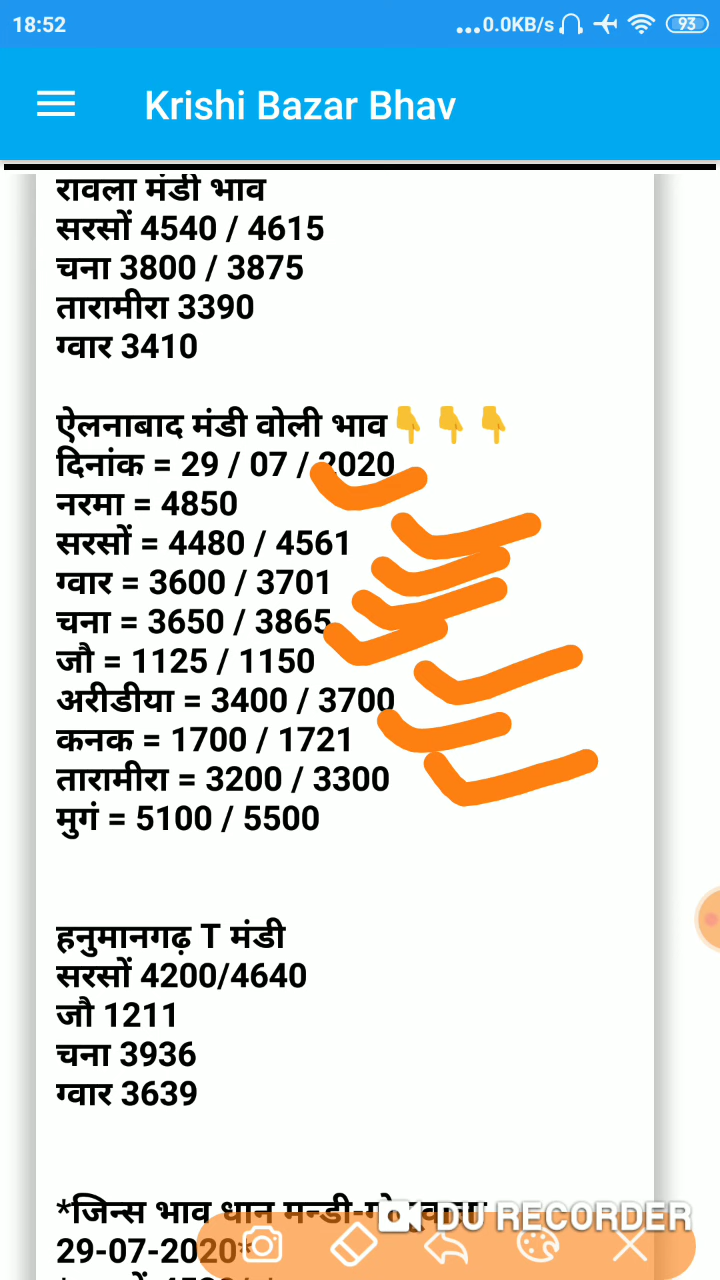 18:52
...0.0KB/s 93
Krishi Bazar Bhav
रावला मंडी भाव
सरसों 4540 / 4615
चना 3800 / 3875
तारामीरा 3390
ग्वार 3410
ऐलनाबाद मंडी वोली भाव👇👇👇
दिनांक = 29 / 07 / 2020
नरमा = 4850
सरसों = 4480 / 4561
ग्वार = 3600 / 3701
चना = 3650 / 3865
जौ = 1125 / 1150
अरीडीया = 3400 / 3700
कनक = 1700 / 1721
तारामीरा = 3200 / 3300
मुगं = 5100 / 5500
हनुमानगढ़ T मंडी
सरसों 4200/4640
जौ 1211
चना 3936
ग्वार 3639
*जिन्स भाव धान मन्डी-
DU RECORDER
29-07-2020*